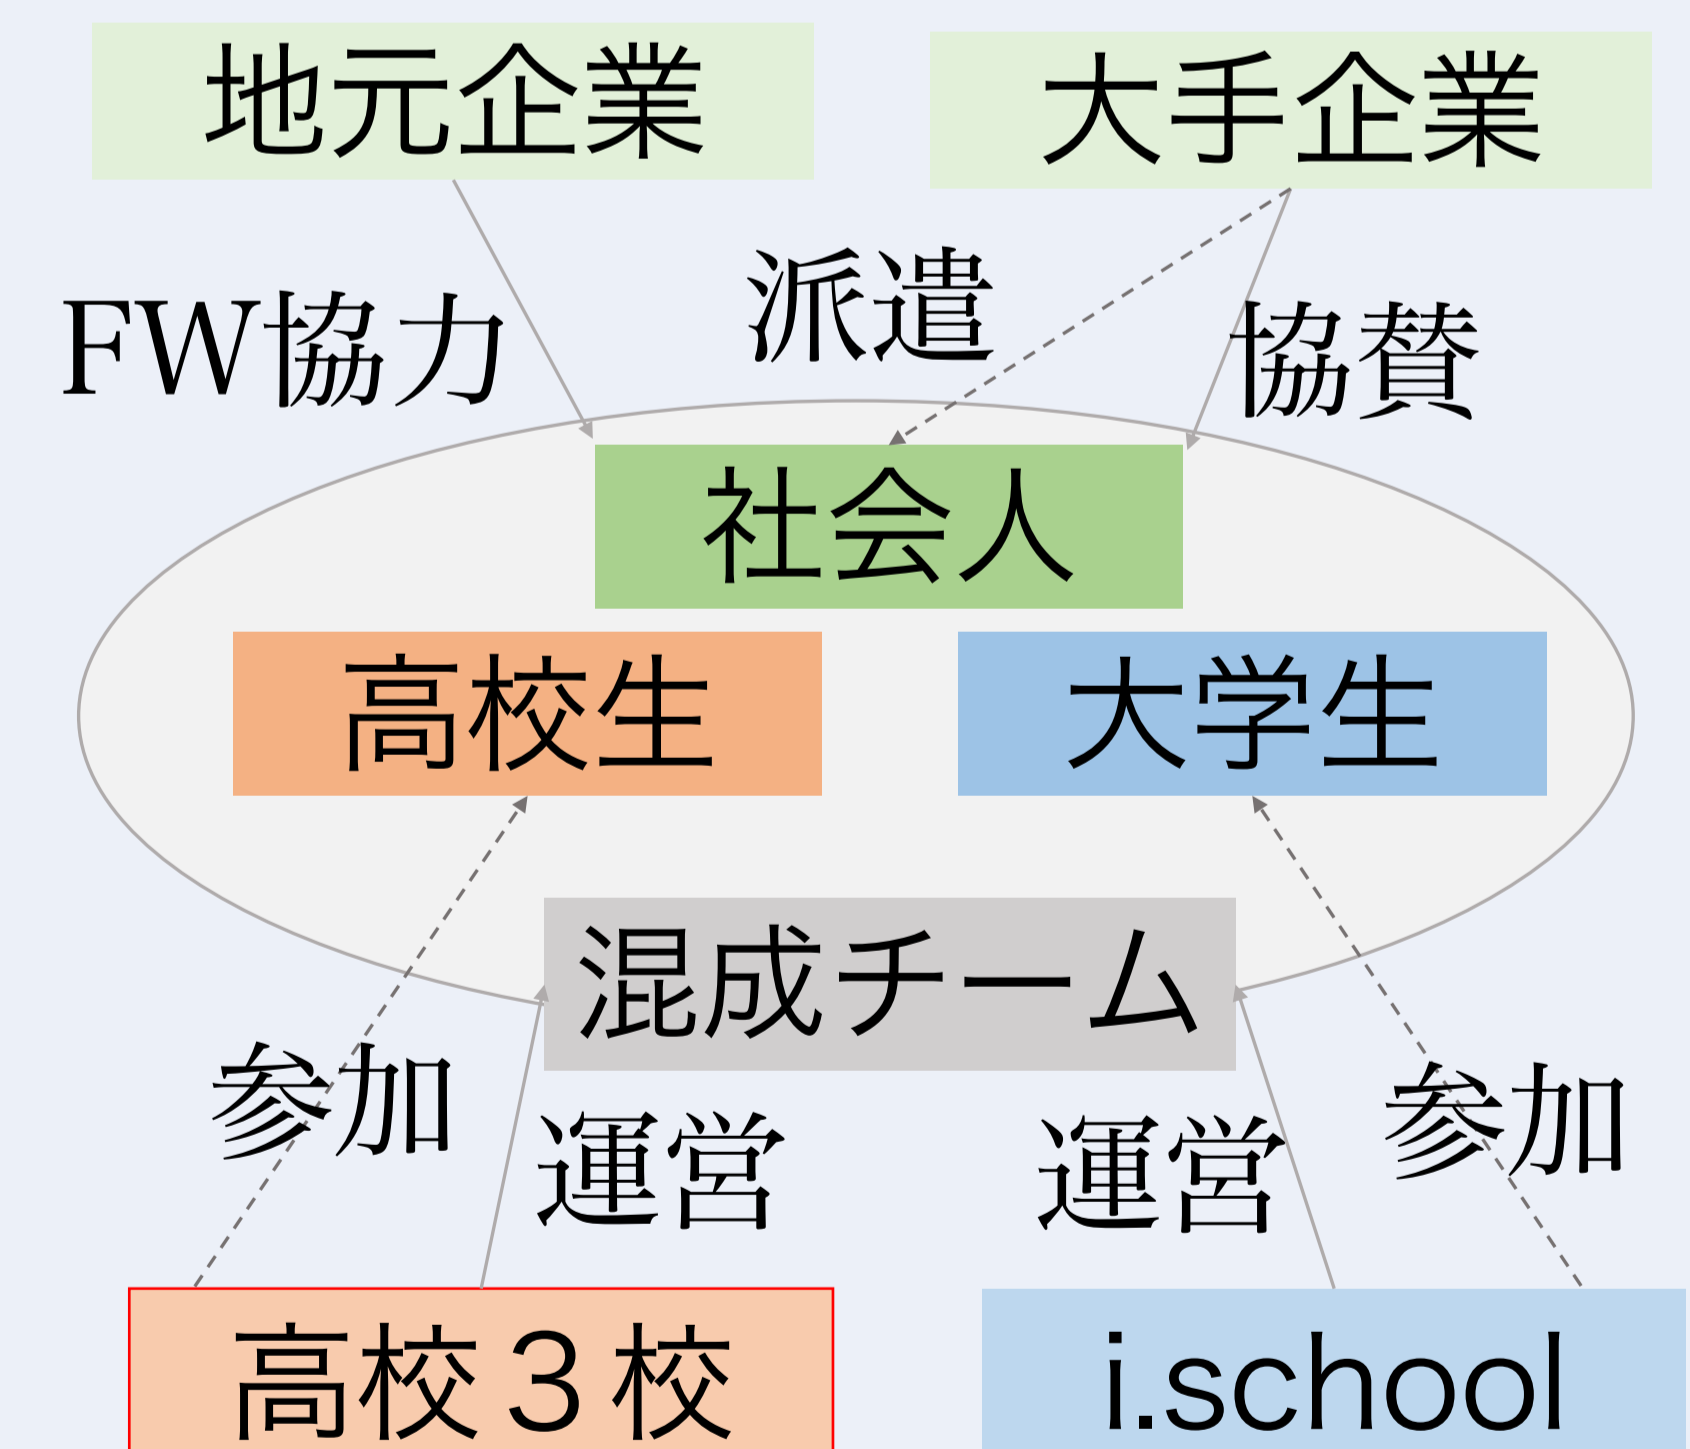 地元企業
大手企業
派遣
FW協力
協賛
社会人
高校生
大学生
混成チーム
参加
運営
運営
参加
高校３校
i.school